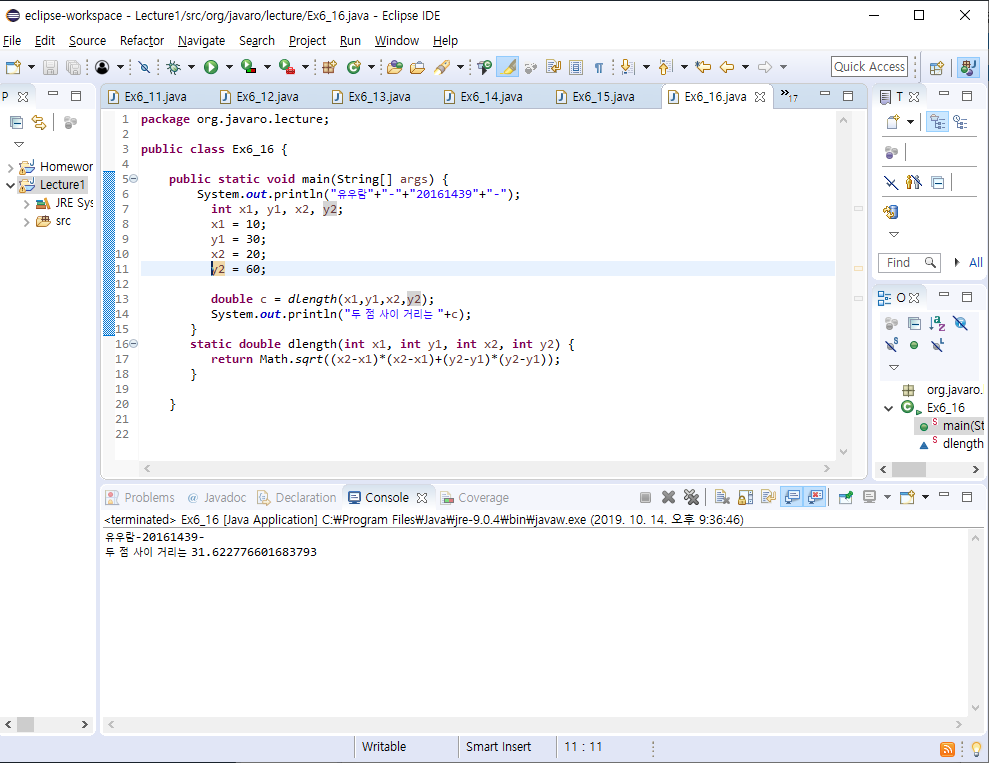 eclipse-workspace - Lecture1/src/org/javaro/lecture/Ex6_16.java - Eclipse IDE
File Edit Source Refactor Navigate Search Project Run Window Help
Quick Access
P
Ex6_11.java Ex6_12.java Ex6_13.java Ex6_14.java Ex6_15.java Ex6_16.java »17
T
Homewor
Lecture1
JRE Sys
src
1 package org.javaro.lecture;
2
3 public class Ex6_16 {
4
5 public static void main(String[] args) {
6 System.out.println("유우람"+"-"+"20161439"+"-");
7 int x1, y1, x2, y2;
8 x1 = 10;
9 y1 = 30;
10 x2 = 20;
11 y2 = 60;
12
13 double c = dlength(x1,y1,x2,y2);
14 System.out.println("두 점 사이 거리는 "+c);
15 }
16 static double dlength(int x1, int y1, int x2, int y2) {
17 return Math.sqrt((x2-x1)*(x2-x1)+(y2-y1)*(y2-y1));
18 }
19
20 }
21
22
Find All
O
org.javaro.
Ex6_16
main(St
dlength
Problems Javadoc Declaration Console Coverage
<terminated> Ex6_16 [Java Application] C:₩Program Files₩Java₩jre-9.0.4₩bin₩javaw.exe (2019. 10. 14. 오후 9:36:46)
유우람-20161439-
두 점 사이 거리는 31.622776601683793
Writable Smart Insert 11 : 11